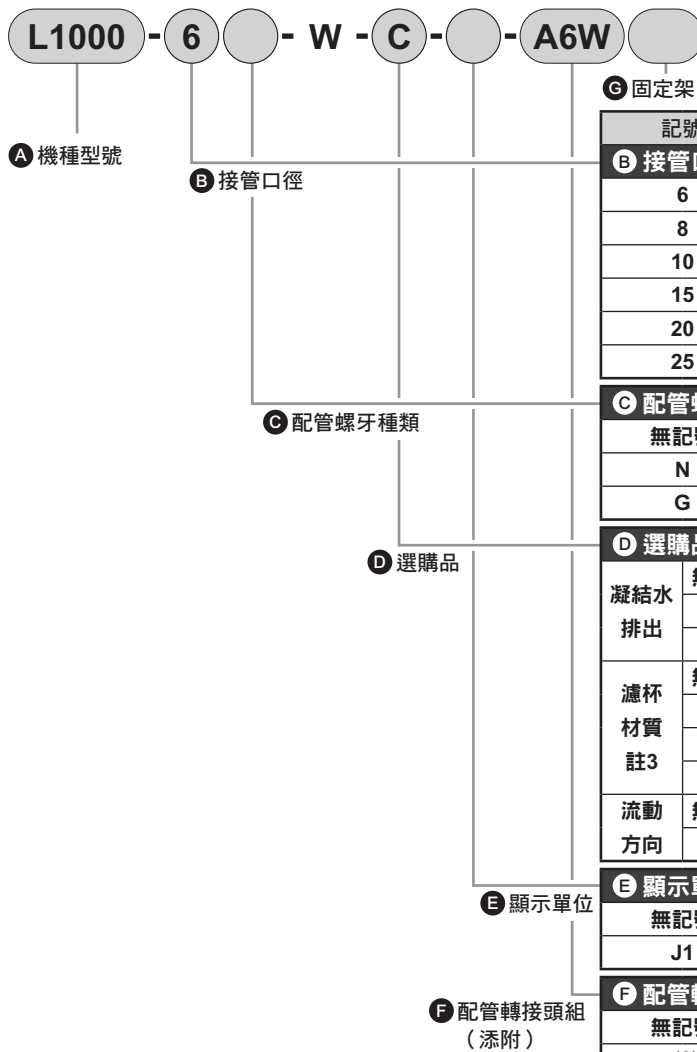 L1000 - 6 - W - C - - A6W
G 固定架
A 機種型號
B 接管口徑
C 配管螺牙種類
D 選購品
E 顯示單位
F 配管轉接頭組
（添附）
記號
B 接管
6
8
10
15
20
25
C 配管
無記
N
G
D 選購
凝結水
排出
濾杯
材質
註3
流動
方向
E 顯示
無記
J1
F 配管
無記